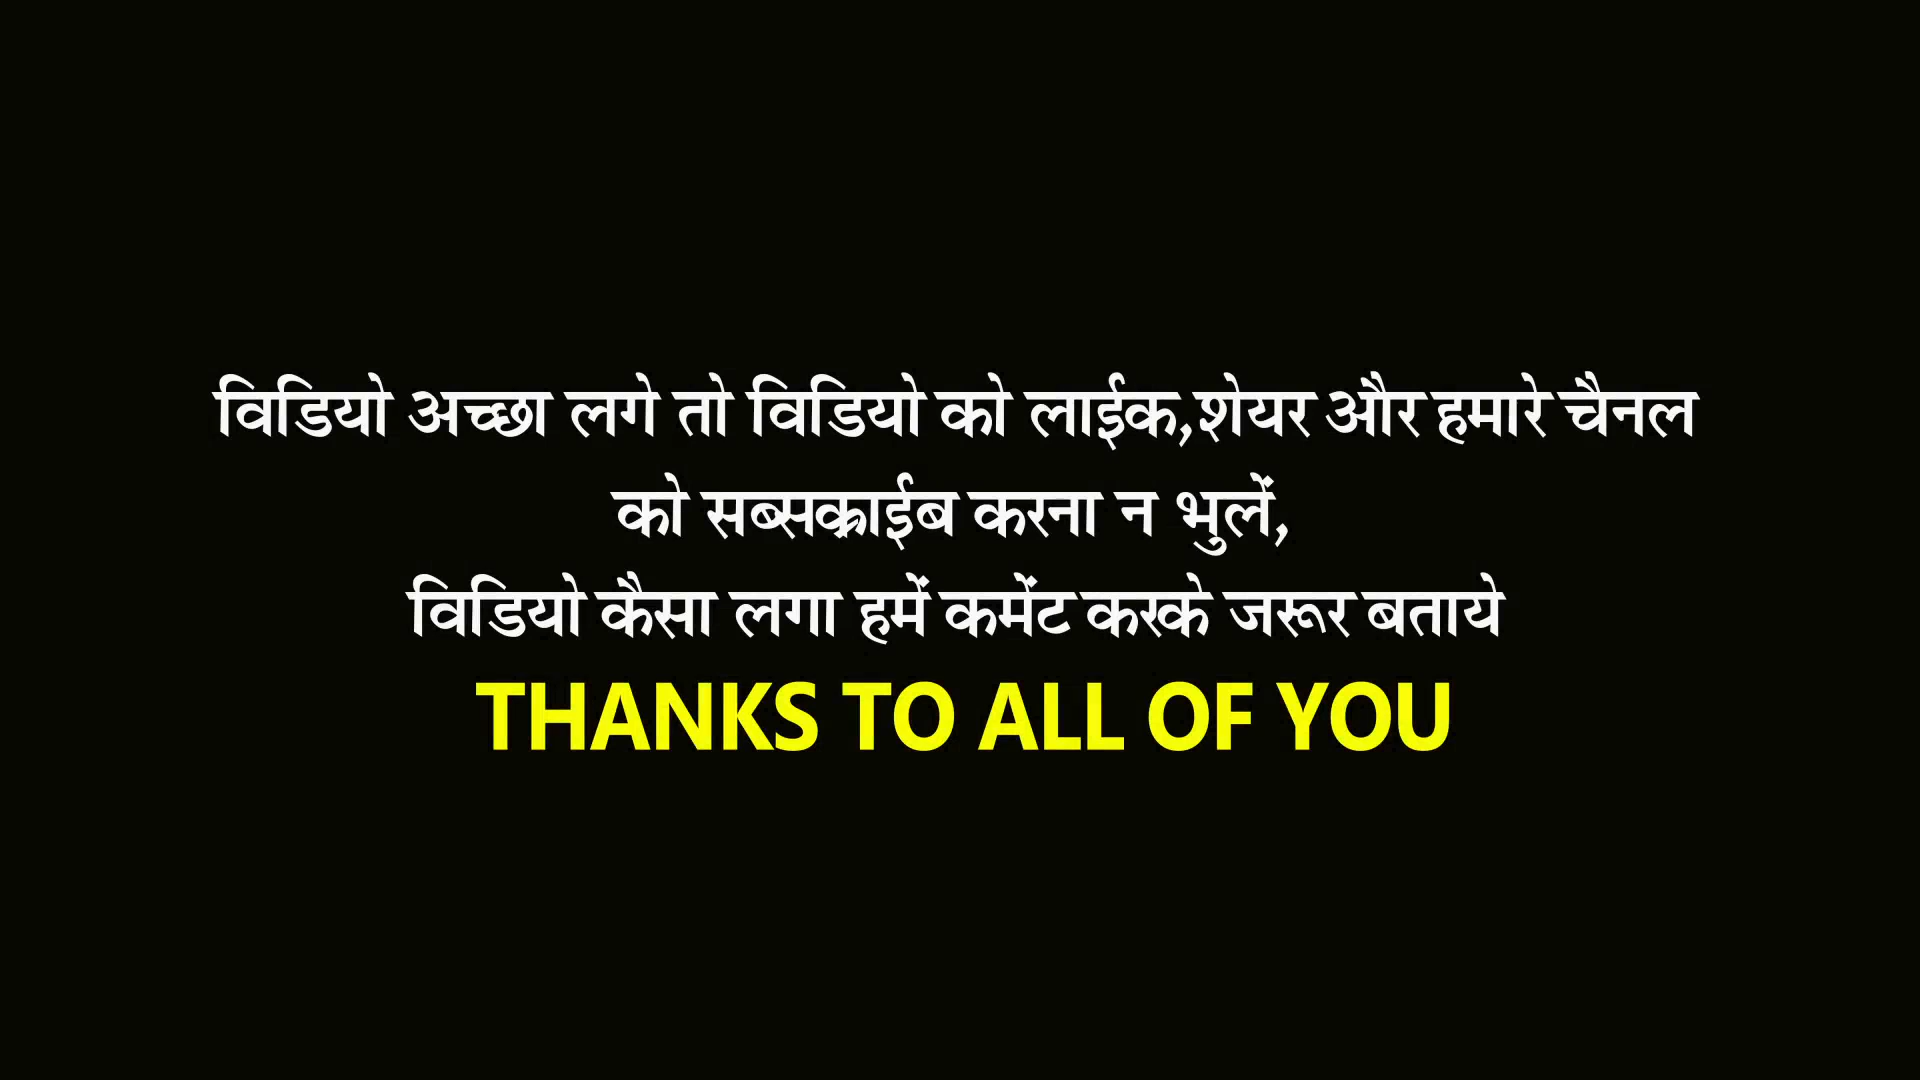 विडियो अच्छा लगे तो विडियो को लाईक,शेयर और हमारे चैनल
को सब्सक्राईब करना न भुलें,
विडियो कैसा लगा हमें कमेंट करके जरूर बताये
THANKS TO ALL OF YOU